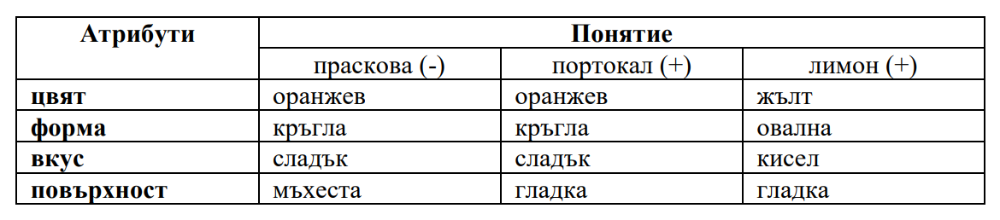 Атрибути Понятие
праскова (-) портокал (+) лимон (+)
цвят оранжев оранжев жълт
форма кръгла кръгла овална
вкус сладък сладък кисел
повърхност мъхеста гладка гладка